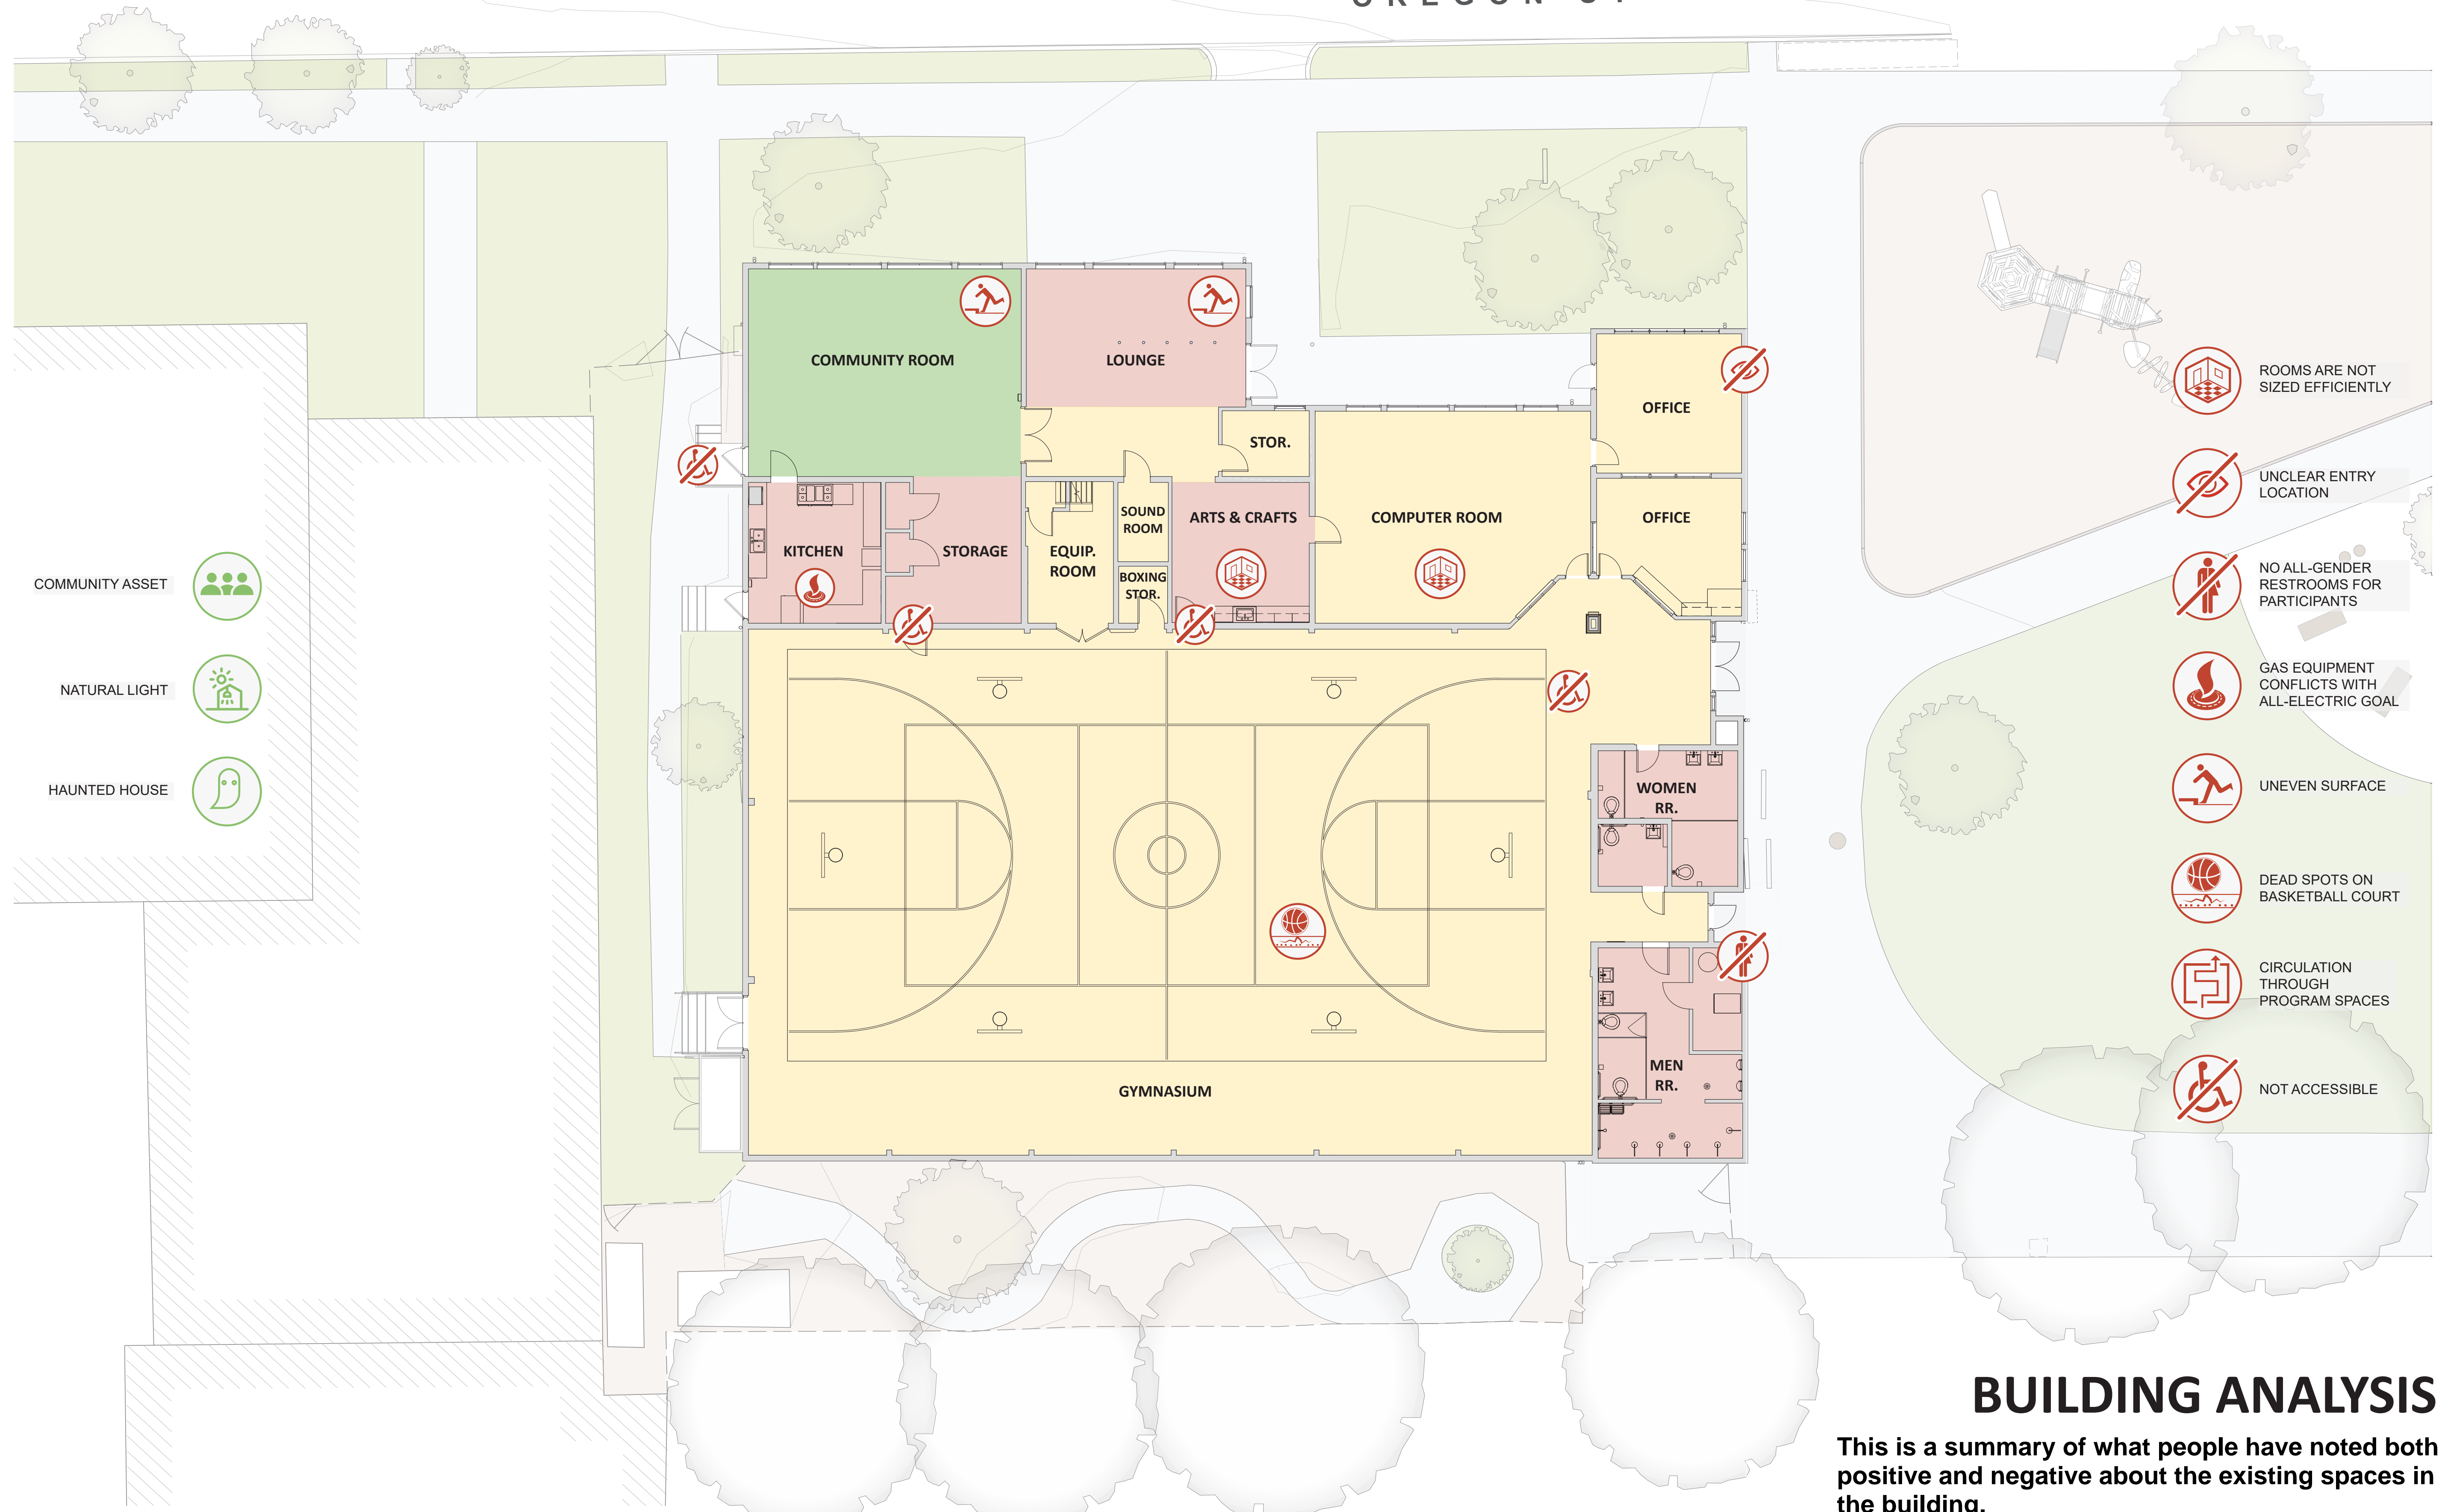 COMMUNITY ROOM
LOUNGE
OFFICE
STOR.
SOUND
ROOM
ARTS & CRAFTS
COMPUTER ROOM
OFFICE
KITCHEN
STORAGE
EQUIP.
ROOM
BOXING
STOR.
WOMEN
RR.
MEN
RR.
GYMNASIUM
COMMUNITY ASSET
NATURAL LIGHT
HAUNTED HOUSE
ROOMS ARE NOT
SIZED EFFICIENTLY
UNCLEAR ENTRY
LOCATION
NO ALL-GENDER
RESTROOMS FOR
PARTICIPANTS
GAS EQUIPMENT
CONFLICTS WITH
ALL-ELECTRIC GOAL
UNEVEN SURFACE
DEAD SPOTS ON
BASKETBALL COURT
CIRCULATION
THROUGH
PROGRAM SPACES
NOT ACCESSIBLE
BUILDING ANALYSIS
This is a summary of what people have noted both
positive and negative about the existing spaces in
the building.